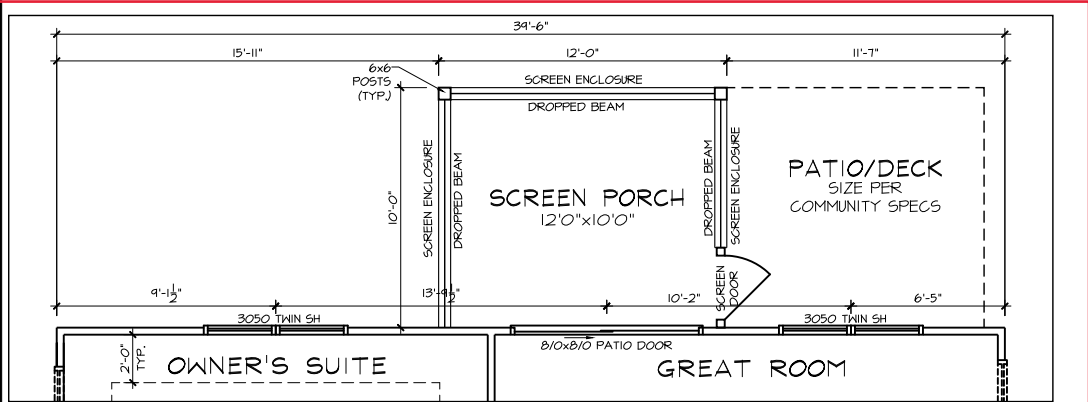 39'-6"
15'-11"
12'-0"
11'-7"
6x6
POSTS
(TYP.)
SCREEN ENCLOSURE
DROPPED BEAM
10'-0"
SCREEN ENCLOSURE
DROPPED BEAM
SCREEN PORCH
12'0"x10'0"
DROPPED BEAM
SCREEN ENCLOSURE
PATIO/DECK
SIZE PER
COMMUNITY SPECS
SCREEN
DOOR
9'-1½"
13'-9½"
10'-2"
6'-5"
3050 TWIN SH
3050 TWIN SH
8/0x8/0 PATIO DOOR
2'-0"
TYP.
OWNER'S SUITE
GREAT ROOM